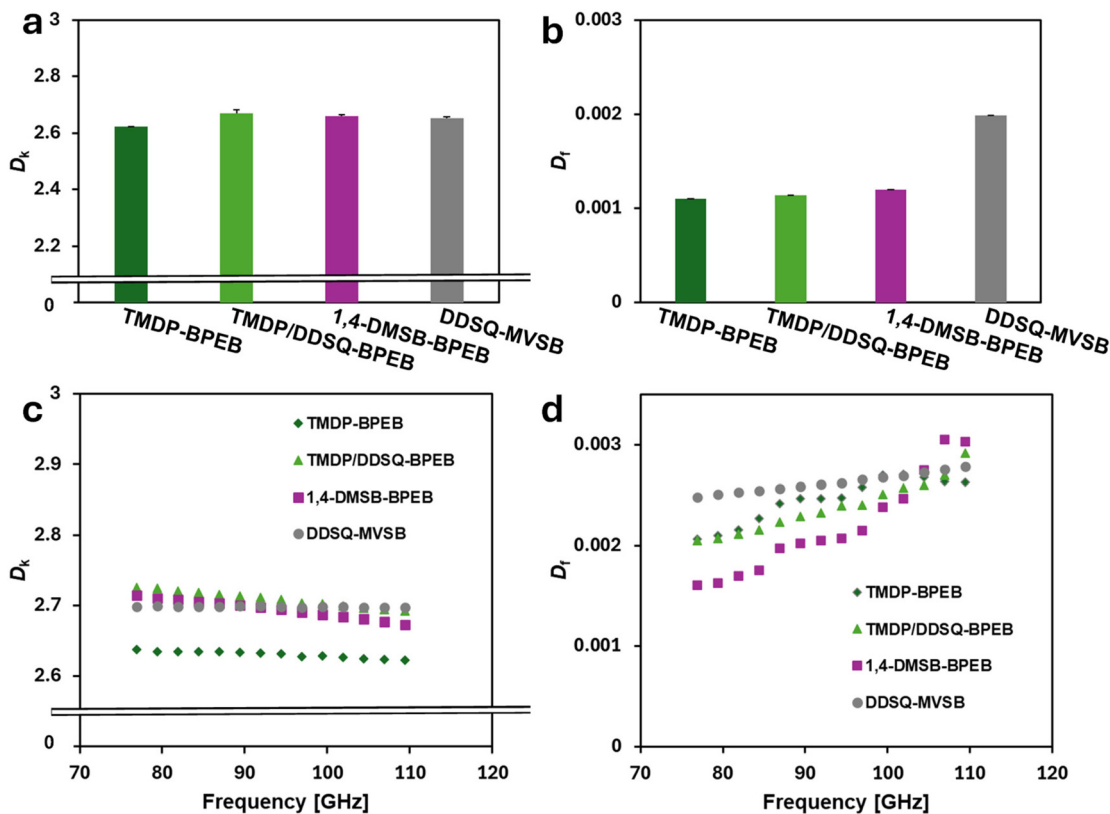 a
3
2.8
2.6
2.4
2.2
0
Dk
TMDP-BPEB
TMDP/DDSQ-BPEB
1,4-DMSB-BPEB
DDSQ-MVSB
b
0.003
0.002
0.001
0
Df
TMDP-BPEB
TMDP/DDSQ-BPEB
1,4-DMSB-BPEB
DDSQ-MVSB
c
3
2.9
2.8
2.7
2.6
0
Dk
TMDP-BPEB
TMDP/DDSQ-BPEB
1,4-DMSB-BPEB
DDSQ-MVSB
70
80
90
100
110
120
Frequency [GHz]
d
0.003
0.002
0.001
0
Df
TMDP-BPEB
TMDP/DDSQ-BPEB
1,4-DMSB-BPEB
DDSQ-MVSB
70
80
90
100
110
120
Frequency [GHz]